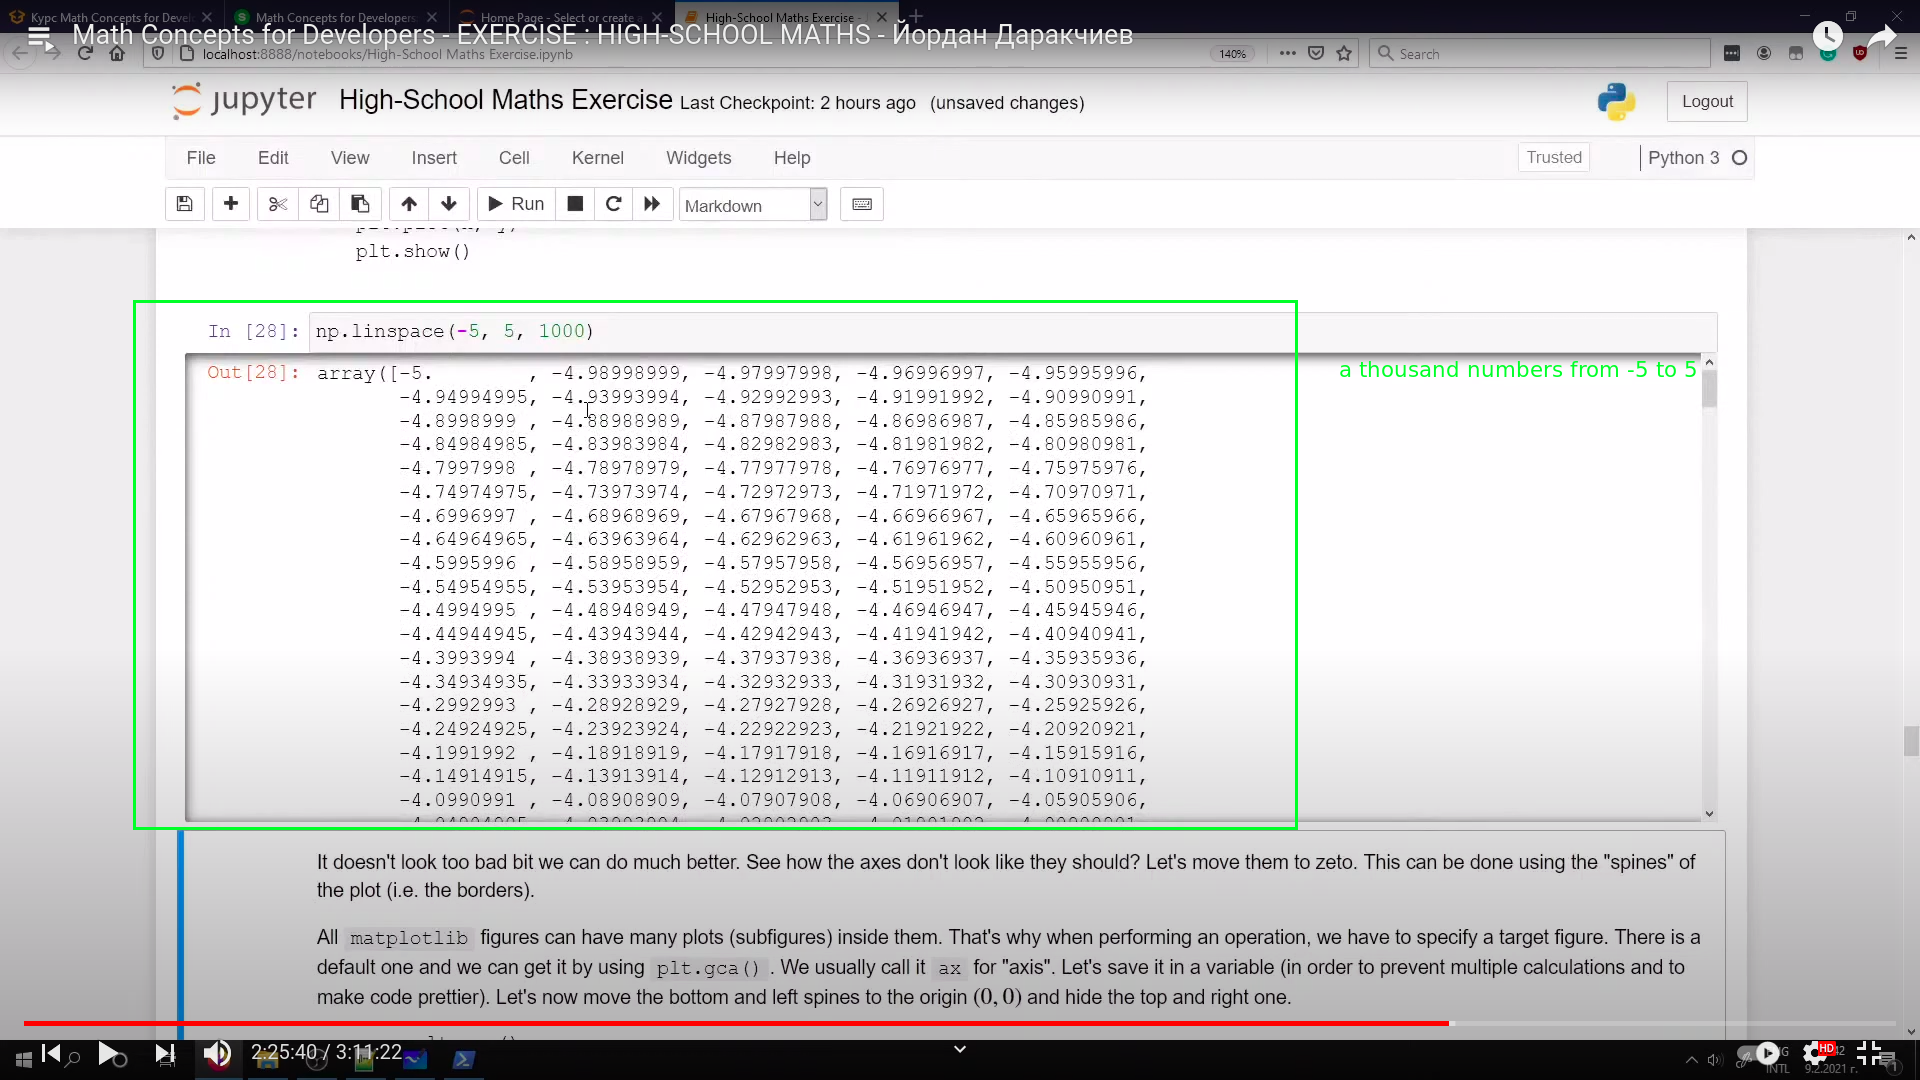 Курс Math Concepts for Devel
Math Concepts for Developers
Home Page - Select or create a
High-School Maths Exercise -
Math Concepts for Developers - EXERCISE : HIGH-SCHOOL MATHS - Йордан Даракчиев
localhost:8888/notebooks/High-School Maths Exercise.ipynb
140%
Search
jupyter High-School Maths Exercise Last Checkpoint: 2 hours ago (unsaved changes)
Logout
File Edit View Insert Cell Kernel Widgets Help
Trusted
Python 3
Run
Markdown
plt.show()
In [28]: np.linspace(-5, 5, 1000)
a thousand numbers from -5 to 5
Out[28]: array([-5. , -4.98998999, -4.97997998, -4.96996997, -4.95995996,
-4.94994995, -4.93993994, -4.92992993, -4.91991992, -4.90990991,
-4.8998999 , -4.88988989, -4.87987988, -4.86986987, -4.85985986,
-4.84984985, -4.83983984, -4.82982983, -4.81981982, -4.80980981,
-4.7997998 , -4.78978979, -4.77977978, -4.76976977, -4.75975976,
-4.74974975, -4.73973974, -4.72972973, -4.71971972, -4.70970971,
-4.6996997 , -4.68968969, -4.67967968, -4.66966967, -4.65965966,
-4.64964965, -4.63963964, -4.62962963, -4.61961962, -4.60960961,
-4.5995996 , -4.58958959, -4.57957958, -4.56956957, -4.55955956,
-4.54954955, -4.53953954, -4.52952953, -4.51951952, -4.50950951,
-4.4994995 , -4.48948949, -4.47947948, -4.46946947, -4.45945946,
-4.44944945, -4.43943944, -4.42942943, -4.41941942, -4.40940941,
-4.3993994 , -4.38938939, -4.37937938, -4.36936937, -4.35935936,
-4.34934935, -4.33933934, -4.32932933, -4.31931932, -4.30930931,
-4.2992993 , -4.28928929, -4.27927928, -4.26926927, -4.25925926,
-4.24924925, -4.23923924, -4.22922923, -4.21921922, -4.20920921,
-4.1991992 , -4.18918919, -4.17917918, -4.16916917, -4.15915916,
-4.14914915, -4.13913914, -4.12912913, -4.11911912, -4.10910911,
-4.0990991 , -4.08908909, -4.07907908, -4.06906907, -4.05905906,
It doesn't look too bad bit we can do much better. See how the axes don't look like they should? Let's move them to zeto. This can be done using the "spines" of
the plot (i.e. the borders).
All matplotlib figures can have many plots (subfigures) inside them. That's why when performing an operation, we have to specify a target figure. There is a
default one and we can get it by using plt.gca() . We usually call it ax for "axis". Let's save it in a variable (in order to prevent multiple calculations and to
make code prettier). Let's now move the bottom and left spines to the origin (0, 0) and hide the top and right one.
2:25:40 / 3:11:22
HD
INTL
9.2.2021 г.